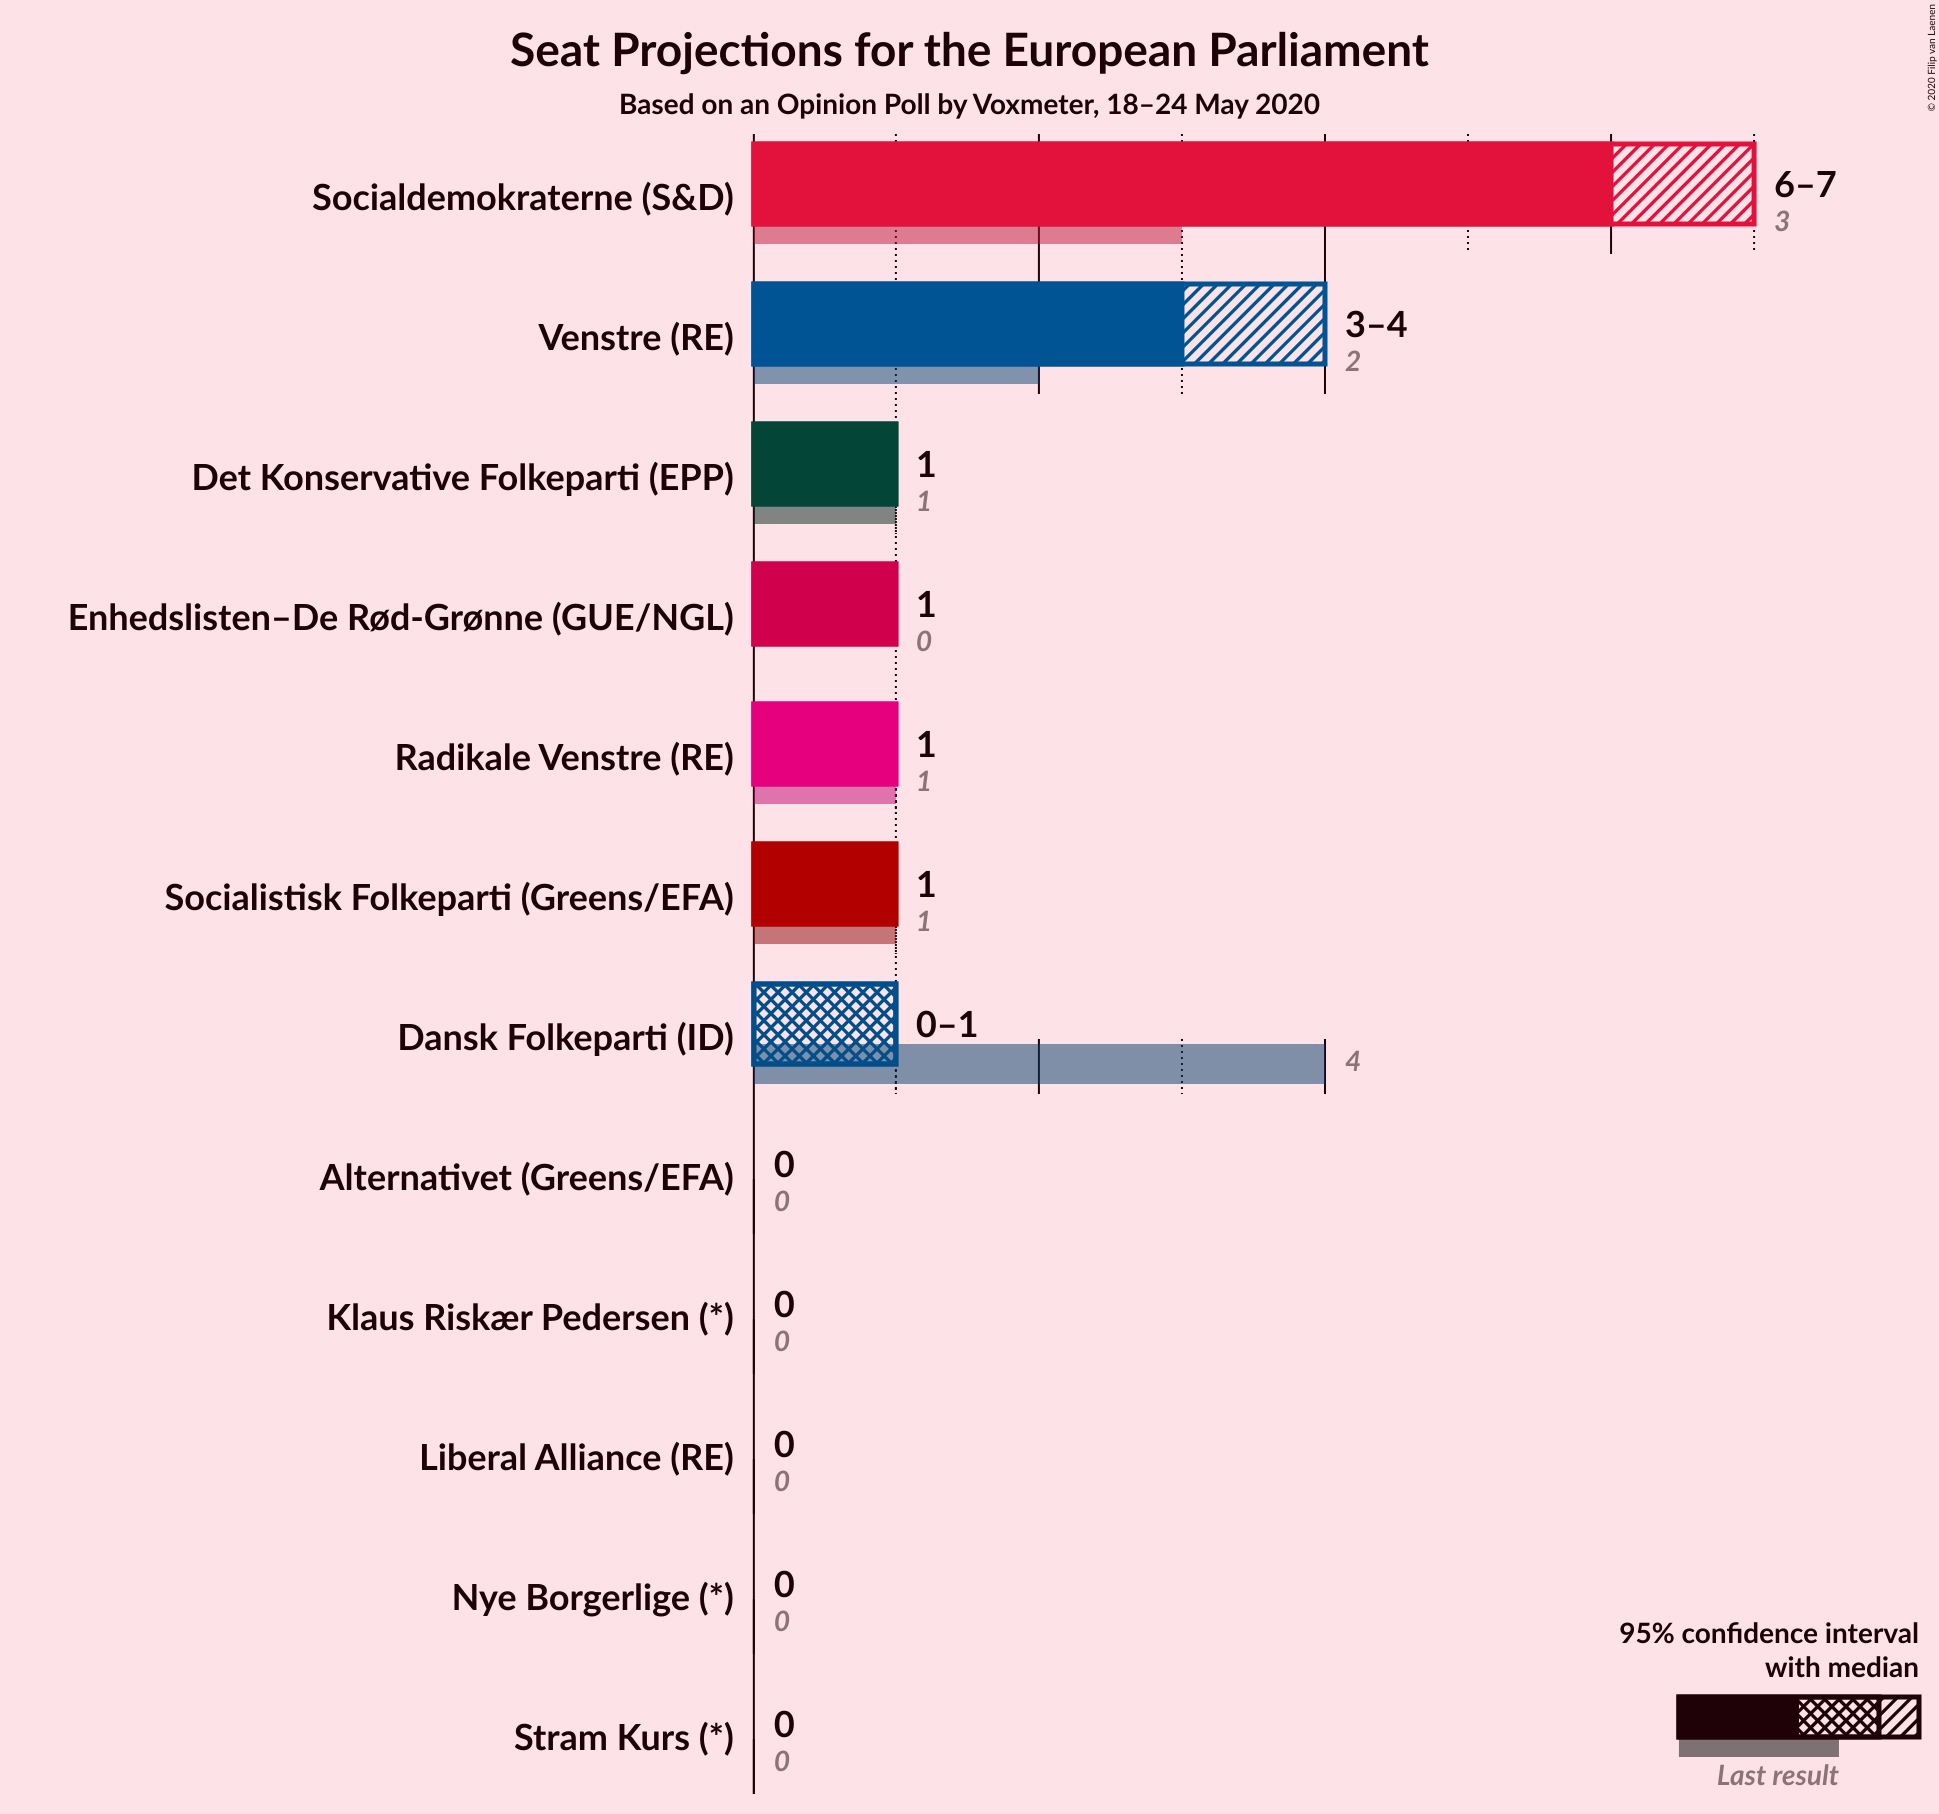 Seat Projections for the European Parliament
Based on an Opinion Poll by Voxmeter, 18–24 May 2020
© 2020 Filip van Laenen
Socialdemokraterne (S&D)
6–7
3
Venstre (RE)
3–4
2
Det Konservative Folkeparti (EPP)
1
1
Enhedslisten–De Rød-Grønne (GUE/NGL)
1
0
Radikale Venstre (RE)
1
1
Socialistisk Folkeparti (Greens/EFA)
1
1
Dansk Folkeparti (ID)
0–1
4
Alternativet (Greens/EFA)
0
0
Klaus Riskær Pedersen (*)
0
0
Liberal Alliance (RE)
0
0
Nye Borgerlige (*)
0
0
Stram Kurs (*)
0
0
95% confidence interval
with median
Last result